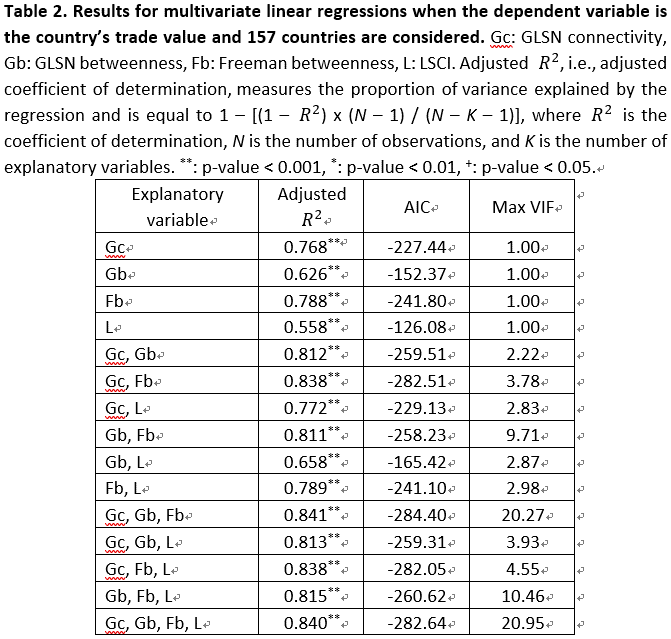 Table 2. Results for multivariate linear regressions when the dependent variable is
the country's trade value and 157 countries are considered. Gc: GLSN connectivity,
Gb: GLSN betweenness, Fb: Freeman betweenness, L: LSCI. Adjusted R², i.e., adjusted
coefficient of determination, measures the proportion of variance explained by the
regression and is equal to 1 − [(1 − R²) x (N − 1) / (N − K − 1)], where R² is the
coefficient of determination, N is the number of observations, and K is the number of
explanatory variables. **: p-value < 0.001, *: p-value < 0.01, +: p-value < 0.05.
Explanatory variable Adjusted R² AIC Max VIF
Gc 0.768** -227.44 1.00
Gb 0.626** -152.37 1.00
Fb 0.788** -241.80 1.00
L 0.558** -126.08 1.00
Gc, Gb 0.812** -259.51 2.22
Gc, Fb 0.838** -282.51 3.78
Gc, L 0.772** -229.13 2.83
Gb, Fb 0.811** -258.23 9.71
Gb, L 0.658** -165.42 2.87
Fb, L 0.789** -241.10 2.98
Gc, Gb, Fb 0.841** -284.40 20.27
Gc, Gb, L 0.813** -259.31 3.93
Gc, Fb, L 0.838** -282.05 4.55
Gb, Fb, L 0.815** -260.62 10.46
Gc, Gb, Fb, L 0.840** -282.64 20.95